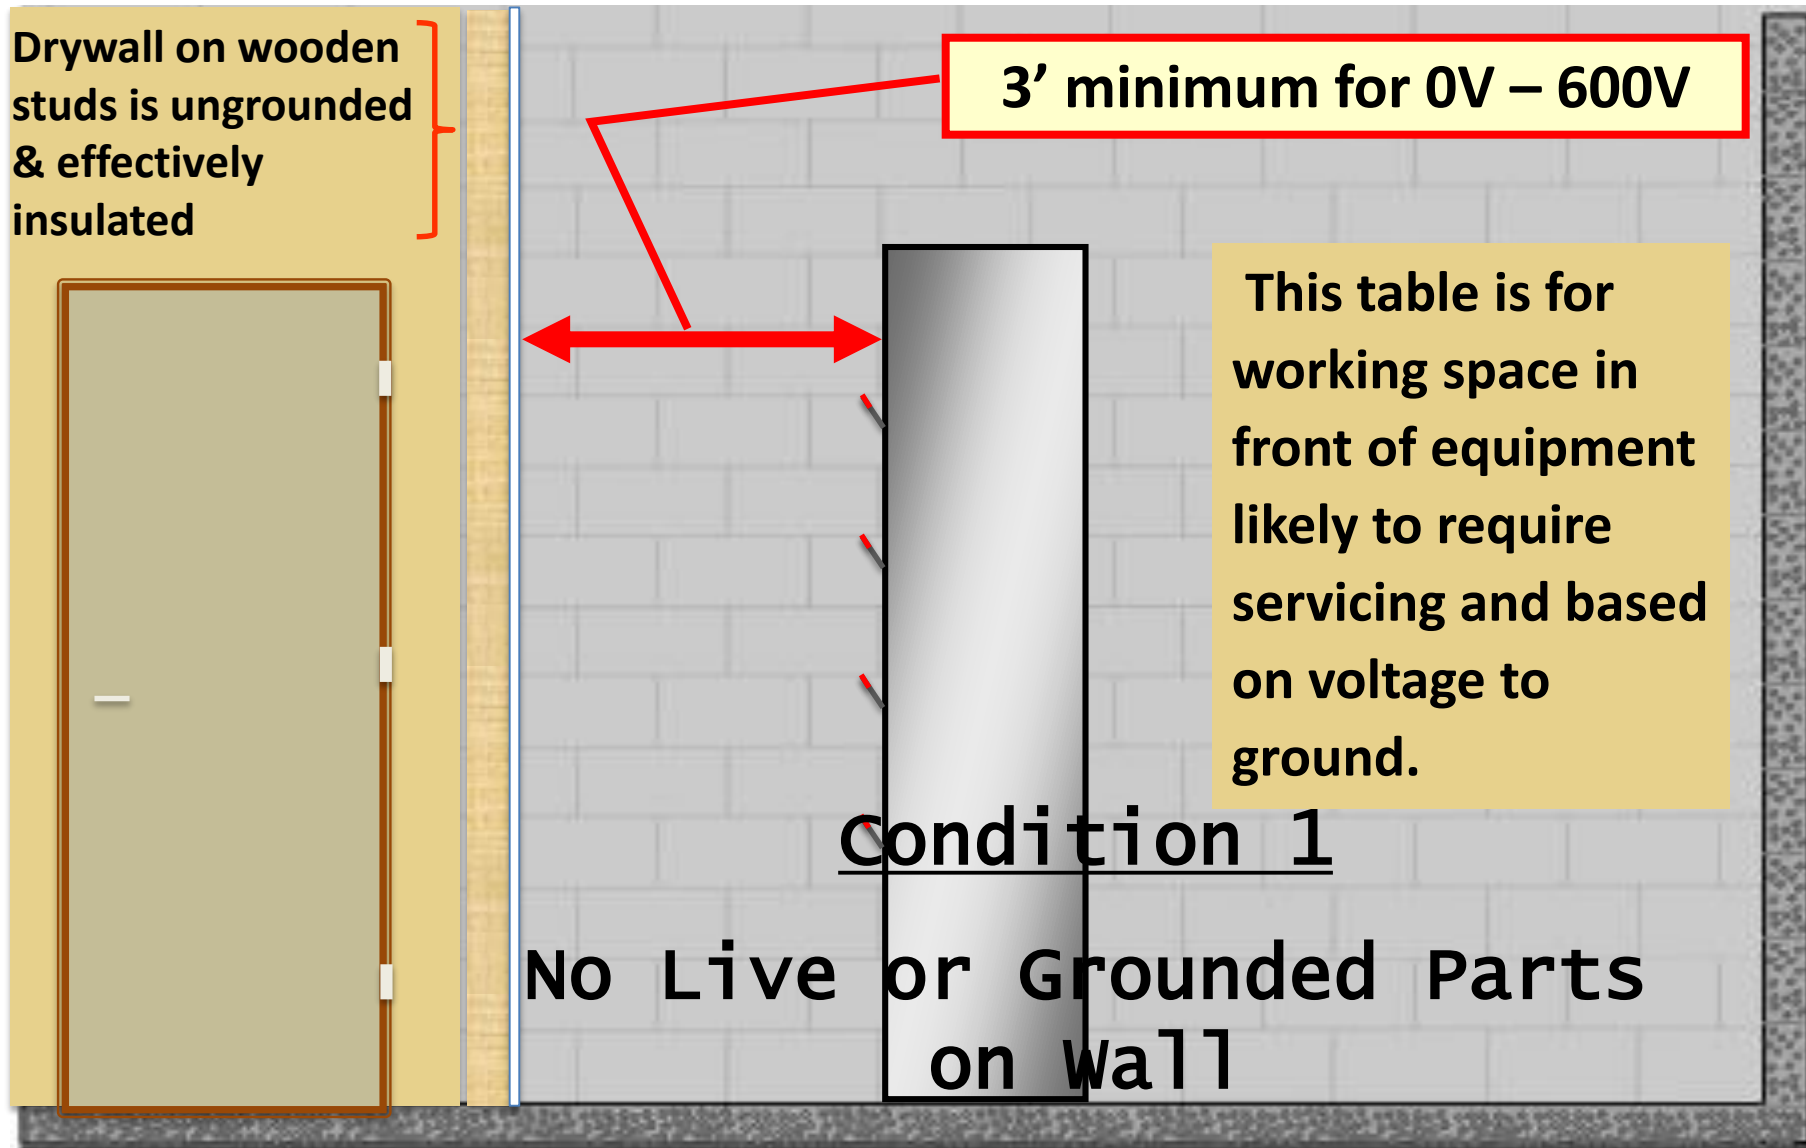 Drywall on wooden
studs is ungrounded
& effectively
insulated
3’ minimum for 0V – 600V
This table is for
working space in
front of equipment
likely to require
servicing and based
on voltage to
ground.
Condition 1
No Live or Grounded Parts
on Wall